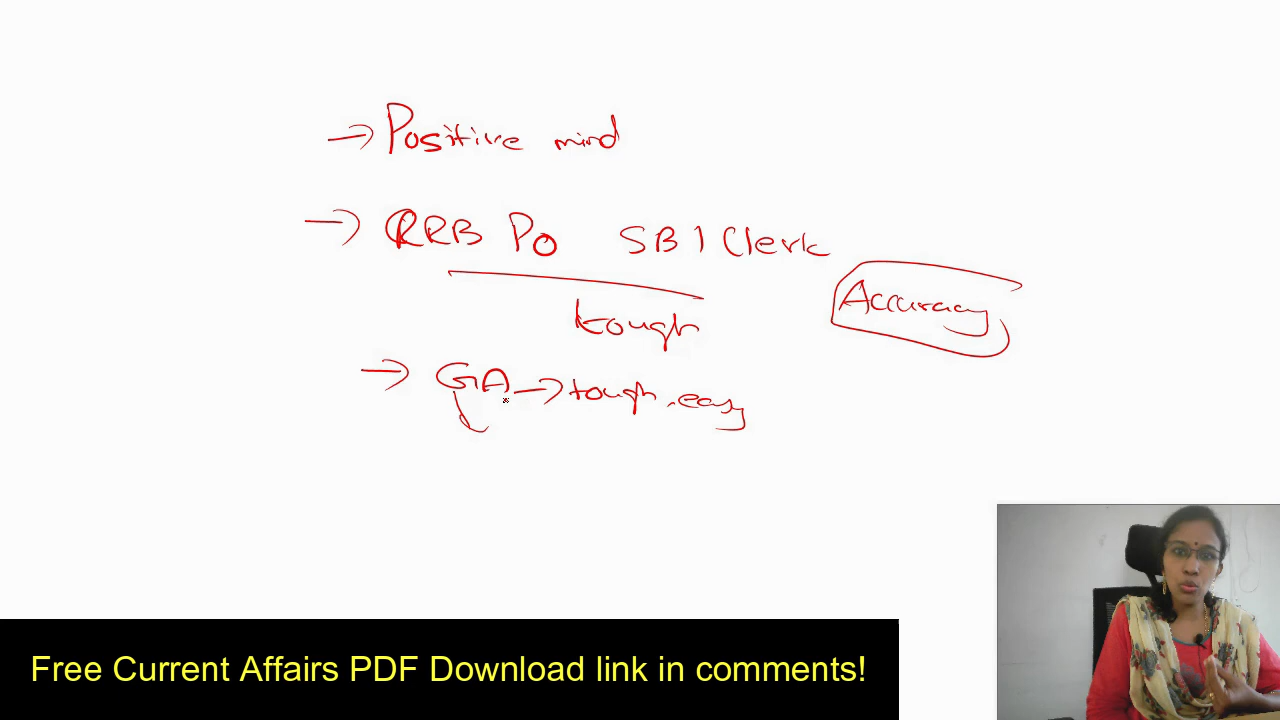 → Positive mind
→ RRB PO SBI Clerk
Accuracy
tough
→ GA → tough, easy
Free Current Affairs PDF Download link in comments!